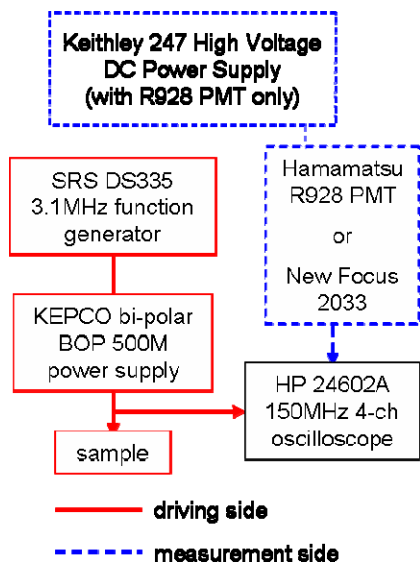 Keithley 247 High Voltage
DC Power Supply
(with R928 PMT only)
SRS DS335
3.1MHz function
generator
Hamamatsu
R928 PMT
or
New Focus
2033
KEPCO bi-polar
BOP 500M
power supply
HP 24602A
150MHz 4-ch
oscilloscope
sample
driving side
measurement side